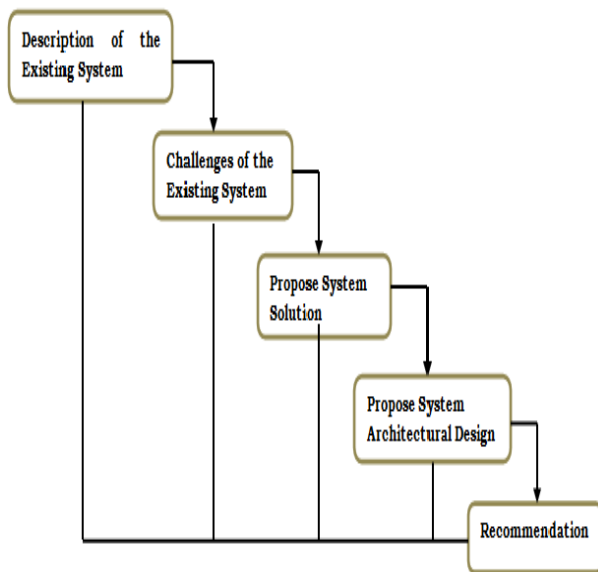 Description of the
Existing System
Challenges of the
Existing System
Propose System
Solution
Propose System
Architectural Design
Recommendation